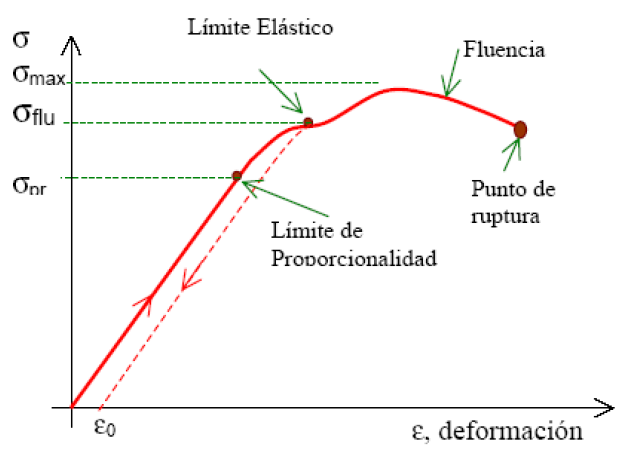 σ
Límite Elástico
Fluencia
σmax
σflu
σpr
Punto de
ruptura
Límite de
Proporcionalidad
ε0
ε, deformación